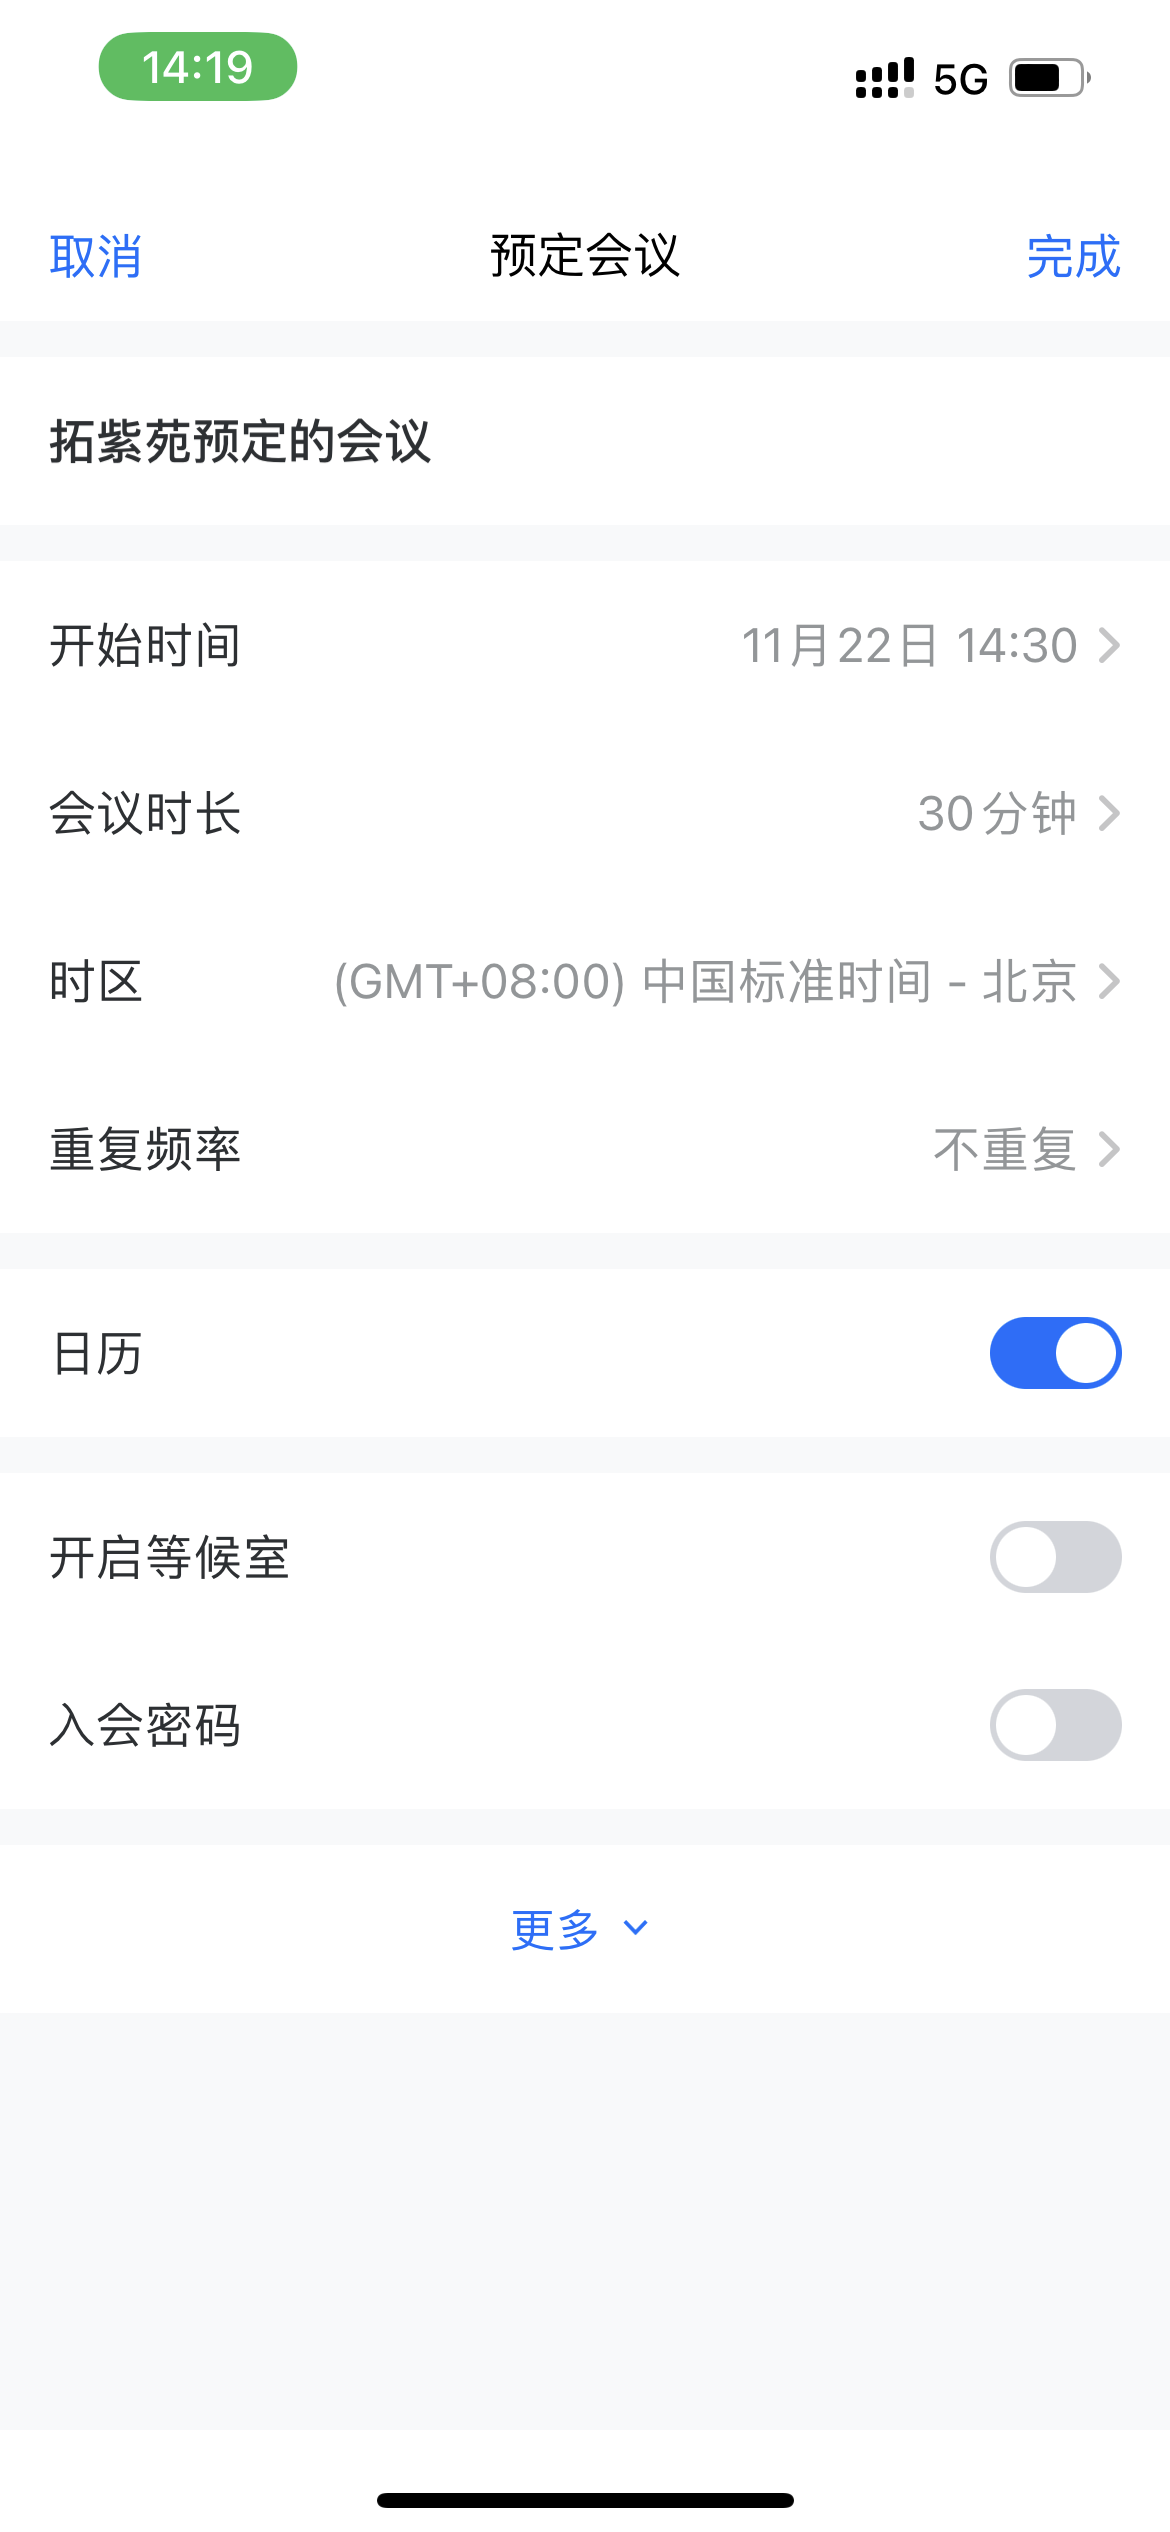 14:19
5G
取消
预定会议
完成
拓紫苑预定的会议
开始时间
11月22日 14:30
会议时长
30分钟
时区
(GMT+08:00) 中国标准时间 - 北京
重复频率
不重复
日历
开启等候室
入会密码
更多